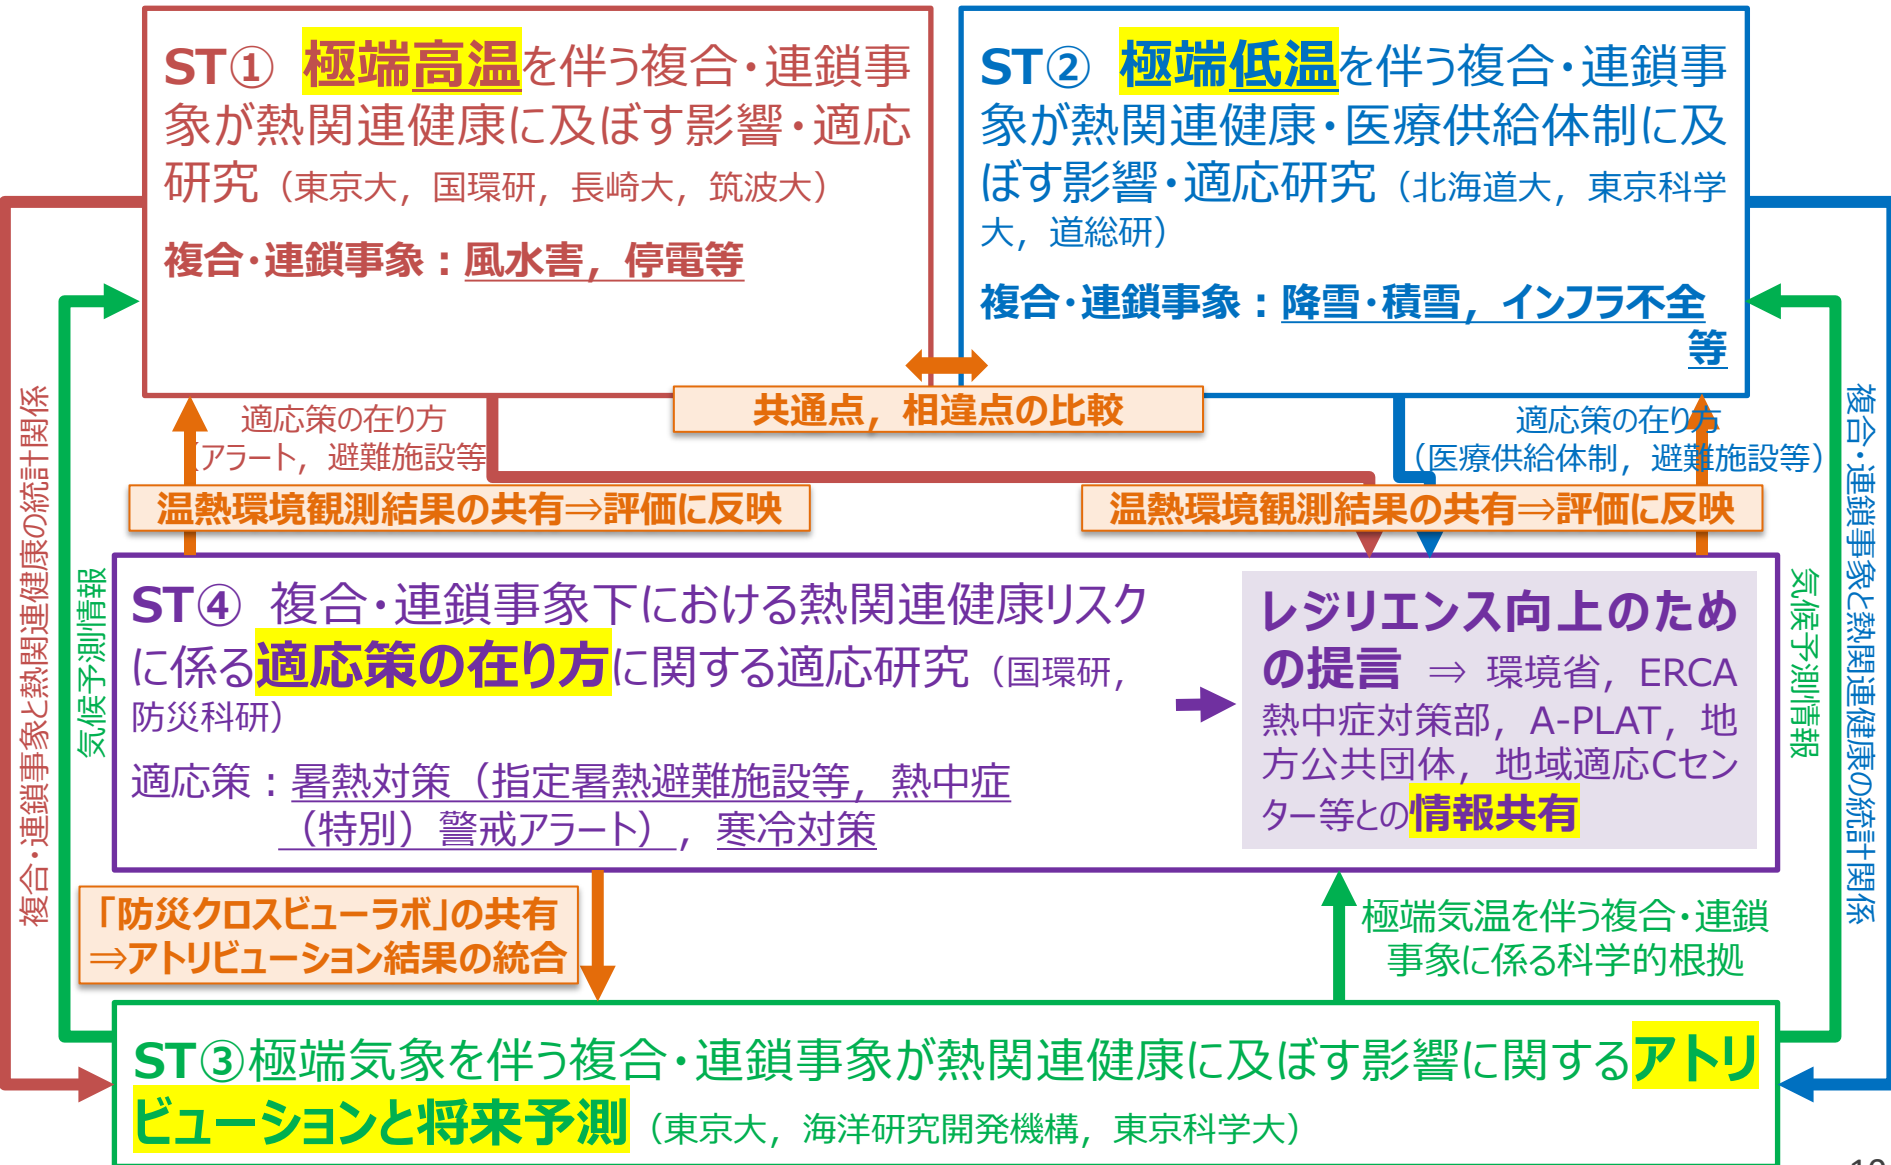 ST① 極端高温を伴う複合・連鎖事
象が熱関連健康に及ぼす影響・適応
研究（東京大，国環研，長崎大，筑波大）
複合・連鎖事象：風水害，停電等
ST② 極端低温を伴う複合・連鎖事
象が熱関連健康・医療供給体制に及
ぼす影響・適応研究（北海道大，東京科学
大，道総研）
複合・連鎖事象：降雪・積雪，インフラ不全
等
共通点，相違点の比較
適応策の在り方
（アラート，避難施設等
適応策の在り方
（医療供給体制，避難施設等）
温熱環境観測結果の共有⇒評価に反映
温熱環境観測結果の共有⇒評価に反映
複合・連鎖事象と熱関連健康の統計関係
気候予測情報
気候予測情報
複合・連鎖事象と熱関連健康の統計関係
ST④ 複合・連鎖事象下における熱関連健康リスク
に係る適応策の在り方に関する適応研究（国環研，
防災科研）
適応策：暑熱対策（指定暑熱避難施設等，熱中症
（特別）警戒アラート），寒冷対策
レジリエンス向上のため
の提言 ⇒ 環境省，ERCA
熱中症対策部，A-PLAT，地
方公共団体，地域適応Cセン
ター等との情報共有
「防災クロスビューラボ」の共有
⇒アトリビューション結果の統合
極端気温を伴う複合・連鎖
事象に係る科学的根拠
ST③極端気象を伴う複合・連鎖事象が熱関連健康に及ぼす影響に関するアトリ
ビューションと将来予測（東京大，海洋研究開発機構，東京科学大）